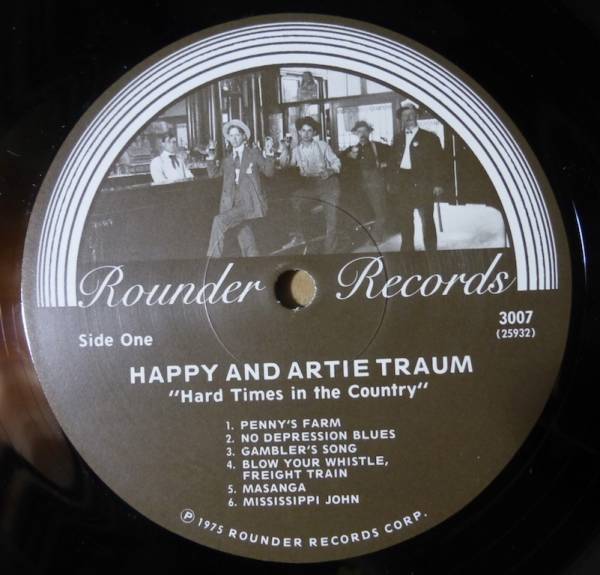 Rounder Records
Side One
3007
(25932)
HAPPY AND ARTIE TRAUM
"Hard Times in the Country"
1. PENNY'S FARM
2. NO DEPRESSION BLUES
3. GAMBLER'S SONG
4. BLOW YOUR WHISTLE,
FREIGHT TRAIN
5. MASANGA
6. MISSISSIPPI JOHN
Ⓟ 1975 ROUNDER RECORDS CORP.